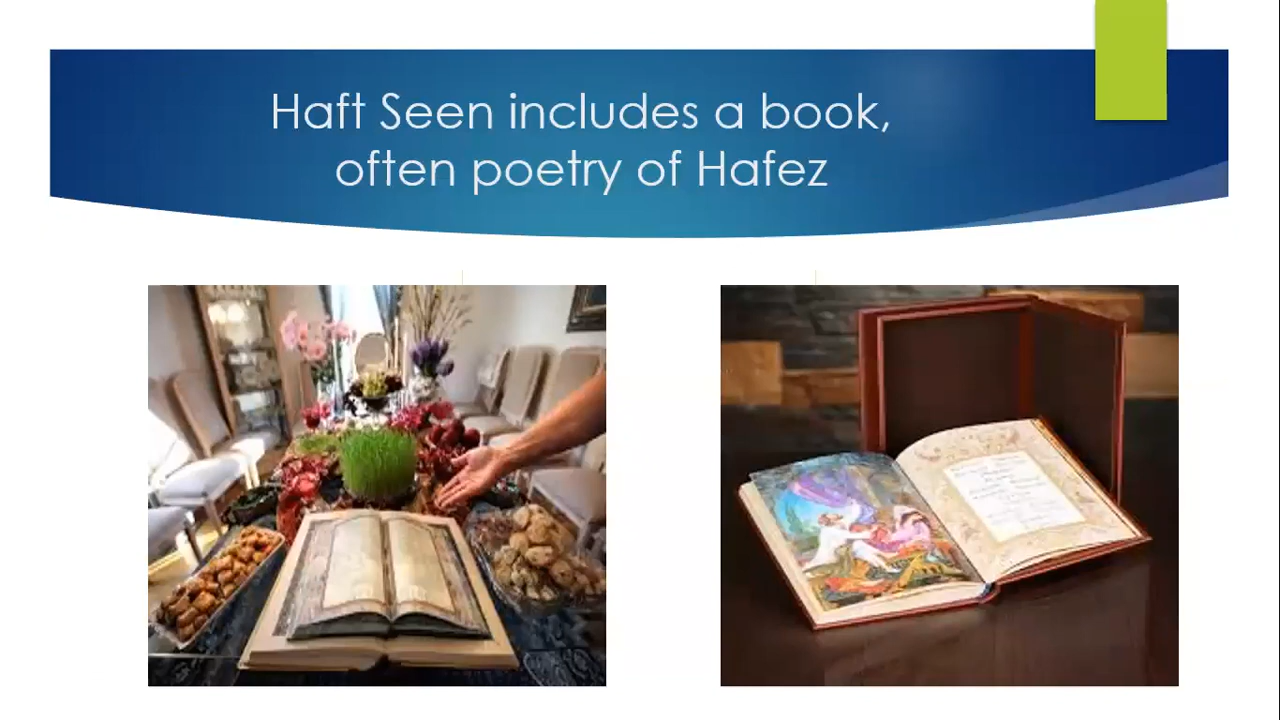 Haft Seen includes a book,
often poetry of Hafez